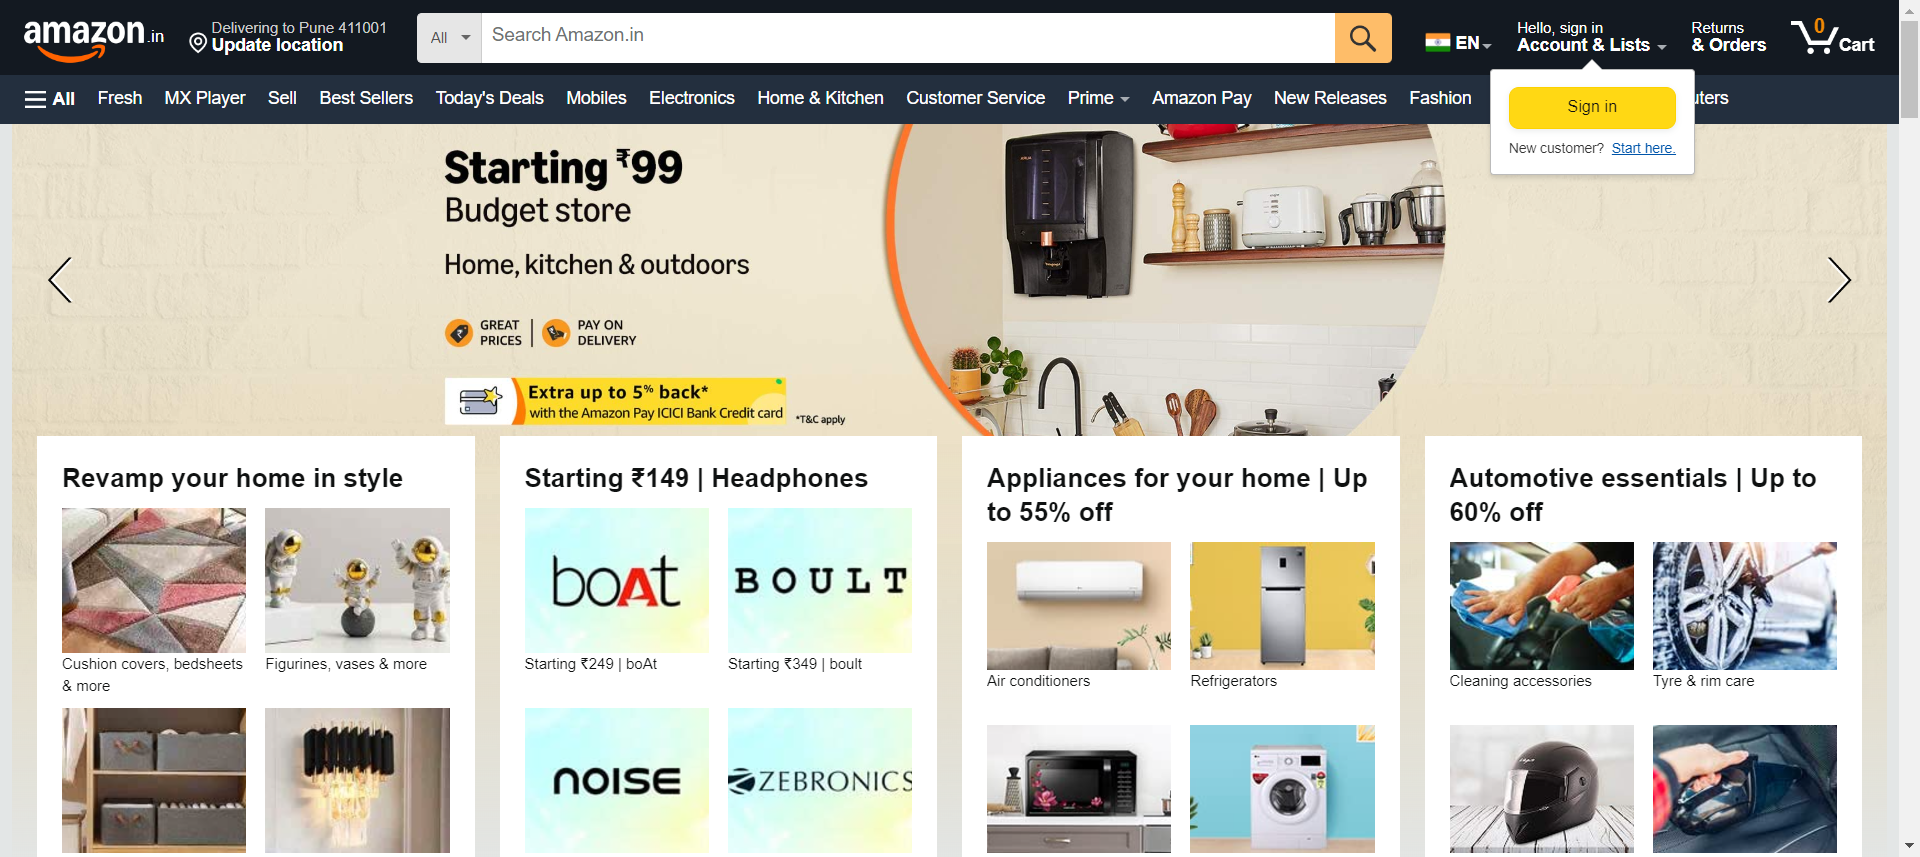 amazon.in
Delivering to Pune 411001
Update location
All
Search Amazon.in
EN
Hello, sign in
Account & Lists
Returns
& Orders
0
Cart
All
Fresh
MX Player
Sell
Best Sellers
Today's Deals
Mobiles
Electronics
Home & Kitchen
Customer Service
Prime
Amazon Pay
New Releases
Fashion
uters
Sign in
New customer? Start here.
Starting ₹99
Budget store
Home, kitchen & outdoors
GREAT
PRICES
PAY ON
DELIVERY
Extra up to 5% back*
with the Amazon Pay ICICI Bank Credit card
*T&C apply
Revamp your home in style
Cushion covers, bedsheets
& more
Figurines, vases & more
Starting ₹149 | Headphones
boAt
BOULT
Starting ₹249 | boAt
Starting ₹349 | boult
noise
ZEBRONICS
Appliances for your home | Up
to 55% off
Air conditioners
Refrigerators
Automotive essentials | Up to
60% off
Cleaning accessories
Tyre & rim care